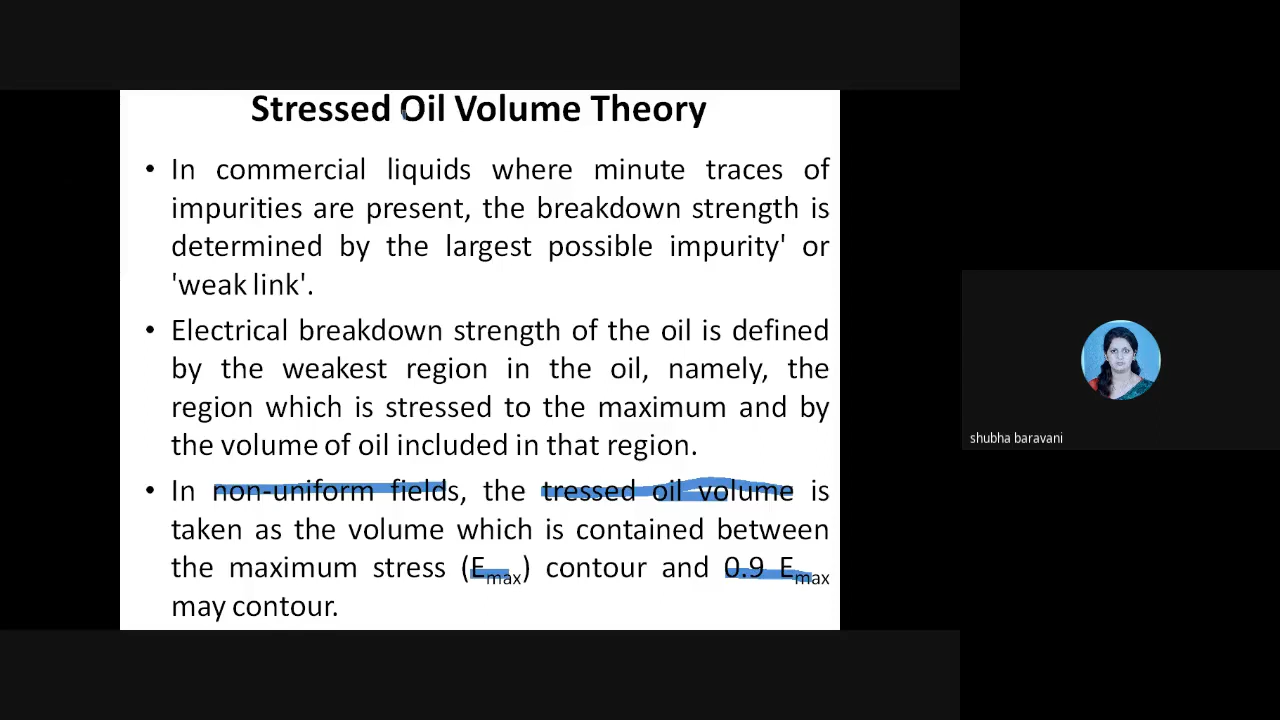 Stressed Oil Volume Theory
• In commercial liquids where minute traces of
impurities are present, the breakdown strength is
determined by the largest possible impurity' or
'weak link'.
• Electrical breakdown strength of the oil is defined
by the weakest region in the oil, namely, the
region which is stressed to the maximum and by
the volume of oil included in that region.
• In non-uniform fields, the tressed oil volume is
taken as the volume which is contained between
the maximum stress (Emax) contour and 0.9 Emax
may contour.
shubha baravani